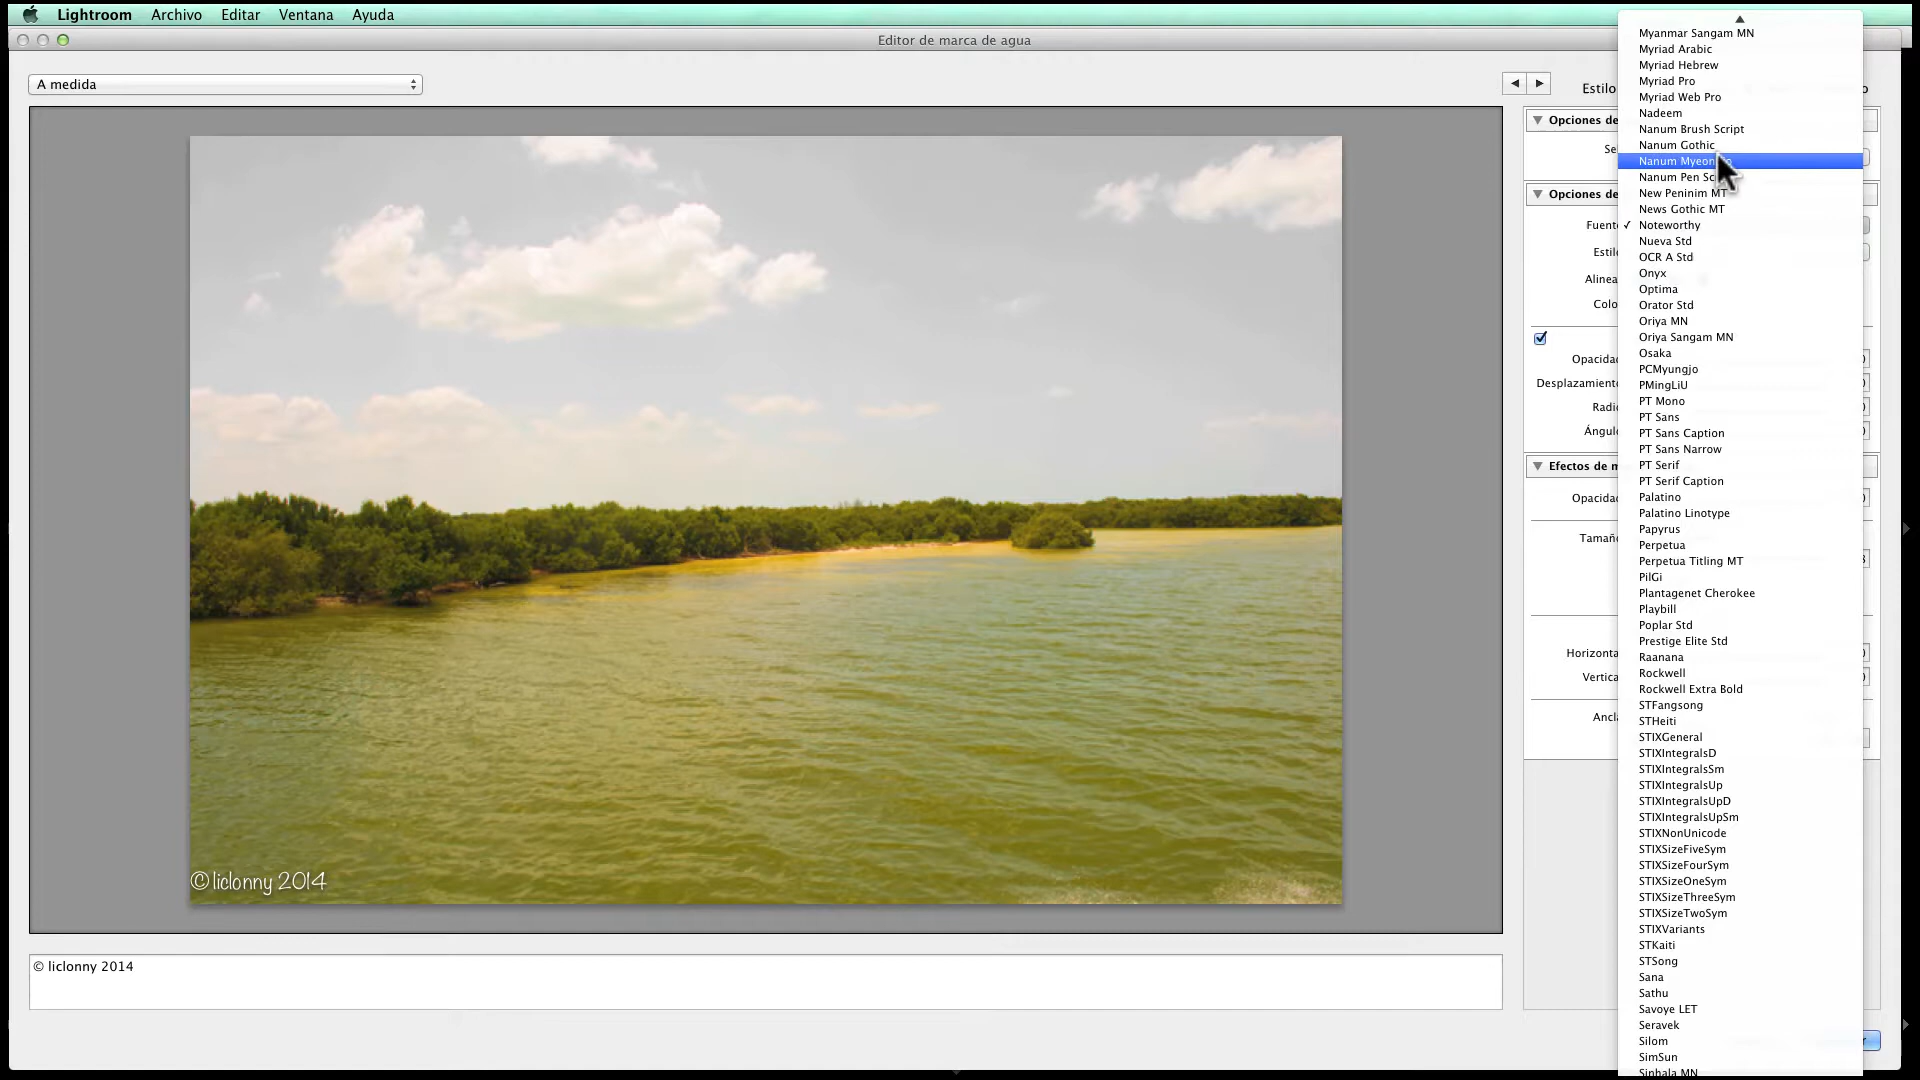 Lightroom Archivo Editar Ventana Ayuda
Editor de marca de agua
A medida
Estilo
Opciones de
Opciones de
Fuente
Colo
Opacidad
Desplazamiento
Radio
Ángulo
Efectos de m
Opacidad
Tamaño
Horizontal
Vertical
Ancla
Myanmar Sangam MN
Myriad Arabic
Myriad Hebrew
Myriad Pro
Myriad Web Pro
Nadeem
Nanum Brush Script
Nanum Gothic
Nanum Myeon
Nanum Pen Sc
New Peninim MT
News Gothic MT
✓ Noteworthy
Nueva Std
OCR A Std
Onyx
Optima
Orator Std
Oriya MN
Oriya Sangam MN
Osaka
PCMyungjo
PMingLiU
PT Mono
PT Sans
PT Sans Caption
PT Sans Narrow
PT Serif
PT Serif Caption
Palatino
Palatino Linotype
Papyrus
Perpetua
Perpetua Titling MT
PilGi
Plantagenet Cherokee
Playbill
Poplar Std
Prestige Elite Std
Raanana
Rockwell
Rockwell Extra Bold
STFangsong
STHeiti
STIXGeneral
STIXIntegralsD
STIXIntegralsSm
STIXIntegralsUp
STIXIntegralsUpD
STIXIntegralsUpSm
STIXNonUnicode
STIXSizeFiveSym
STIXSizeFourSym
STIXSizeOneSym
STIXSizeThreeSym
STIXSizeTwoSym
STIXVariants
STKaiti
STSong
Sana
Sathu
Savoye LET
Seravek
Silom
SimSun
Sinhala MN
© liclonny 2014
© liclonny 2014